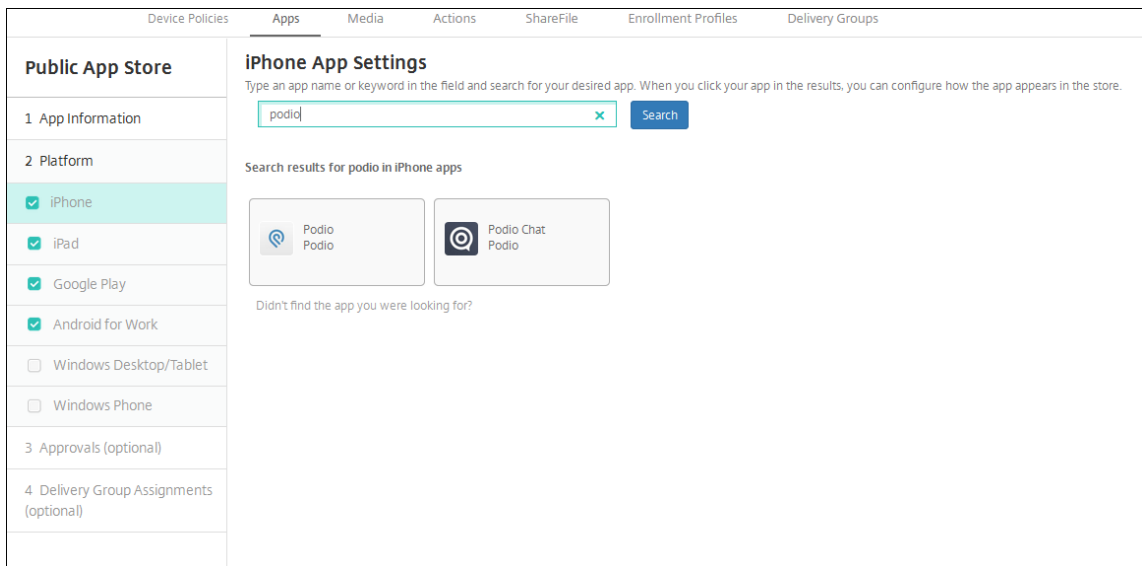 Device Policies Apps Media Actions ShareFile Enrollment Profiles Delivery Groups
Public App Store
1 App Information
2 Platform
iPhone
iPad
Google Play
Android for Work
Windows Desktop/Tablet
Windows Phone
3 Approvals (optional)
4 Delivery Group Assignments
(optional)
iPhone App Settings
Type an app name or keyword in the field and search for your desired app. When you click your app in the results, you can configure how the app appears in the store.
podio Search
Search results for podio in iPhone apps
Podio
Podio
Podio Chat
Podio
Didn't find the app you were looking for?